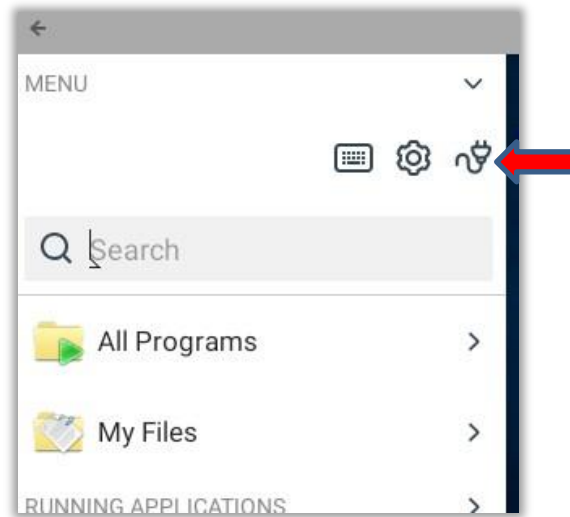 MENU
Search
All Programs
My Files
RUNNING APPLICATIONS